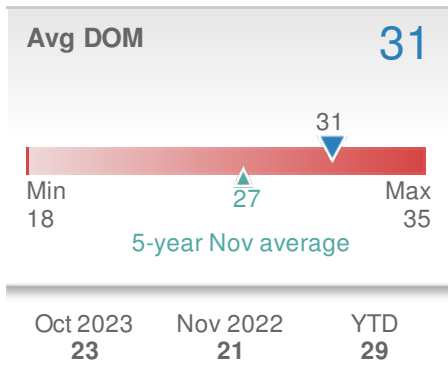 Avg DOM 31
31
Min Max
18 27 35
5-year Nov average
Oct 2023 Nov 2022 YTD
23 21 29